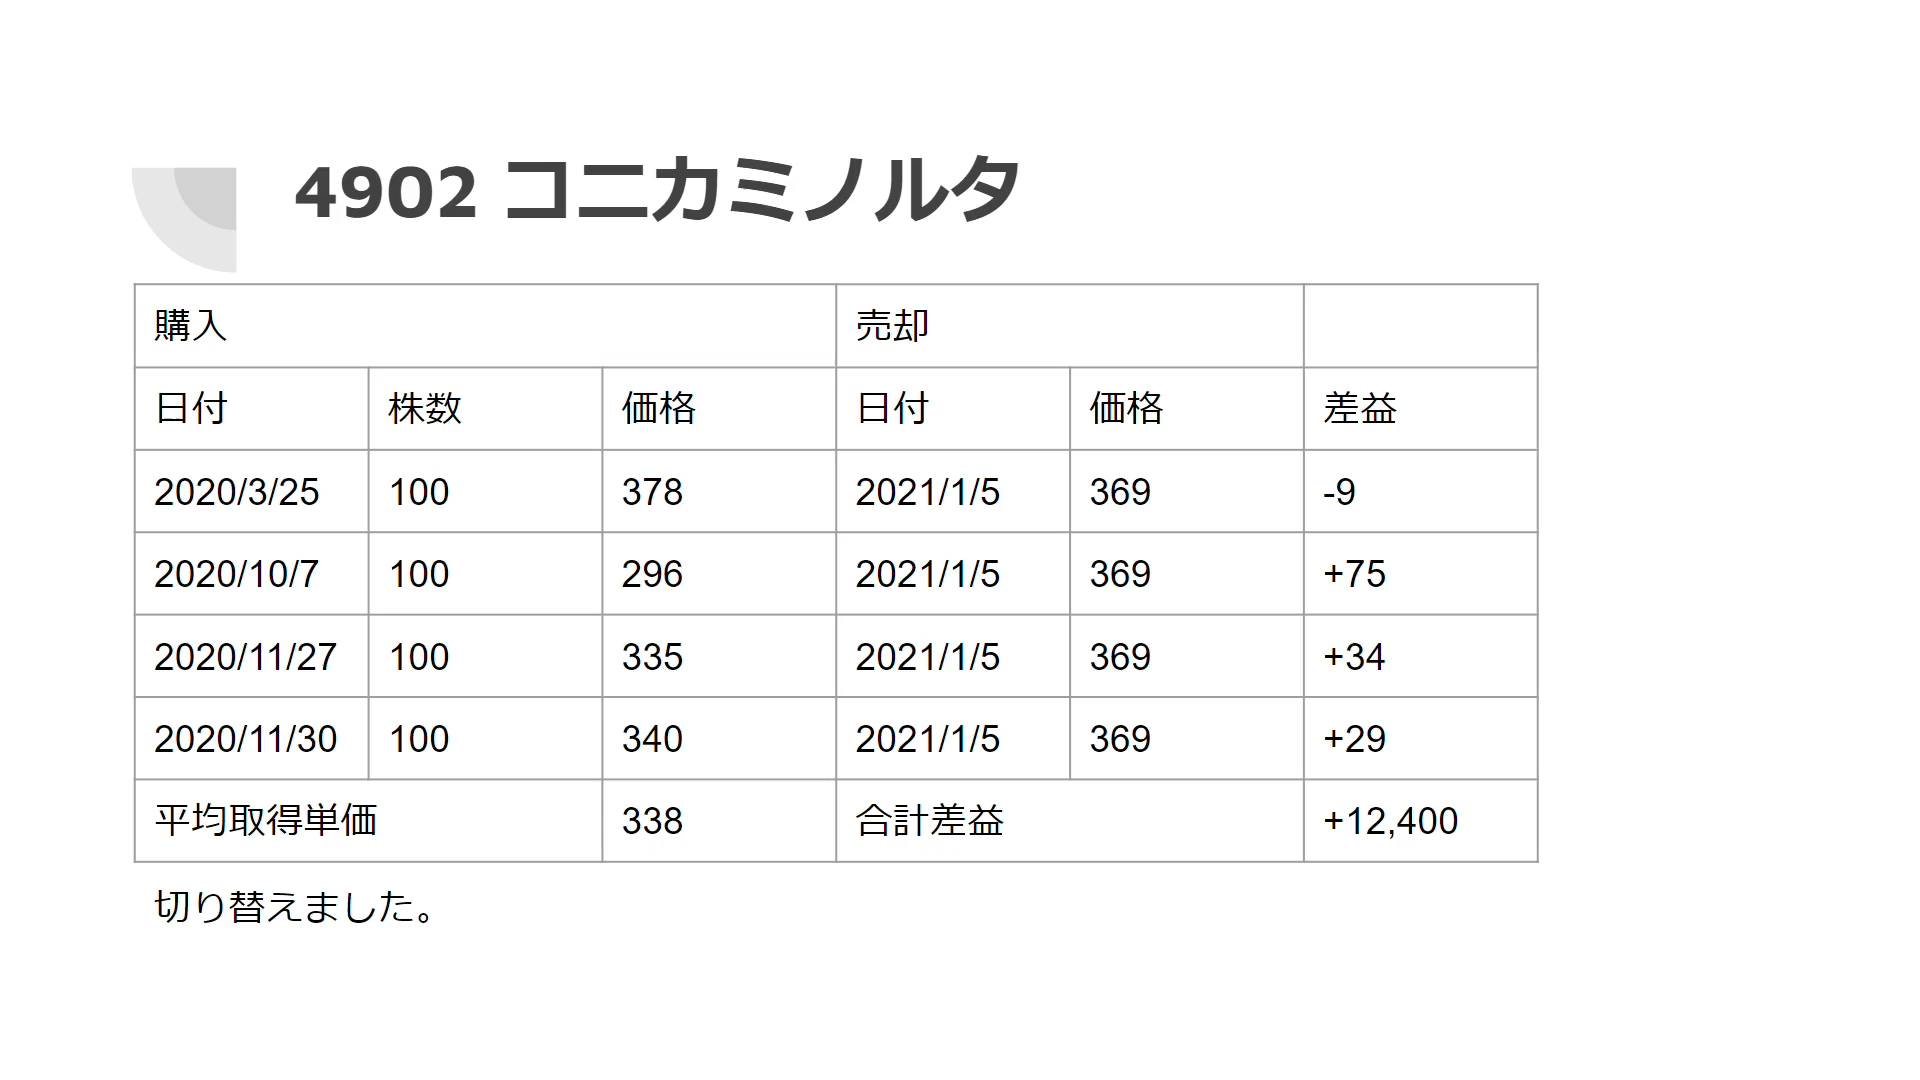 4902 コニカミノルタ
購入 売却
日付 株数 価格 日付 価格 差益
2020/3/25 100 378 2021/1/5 369 -9
2020/10/7 100 296 2021/1/5 369 +75
2020/11/27 100 335 2021/1/5 369 +34
2020/11/30 100 340 2021/1/5 369 +29
平均取得単価 338 合計差益 +12,400
切り替えました。